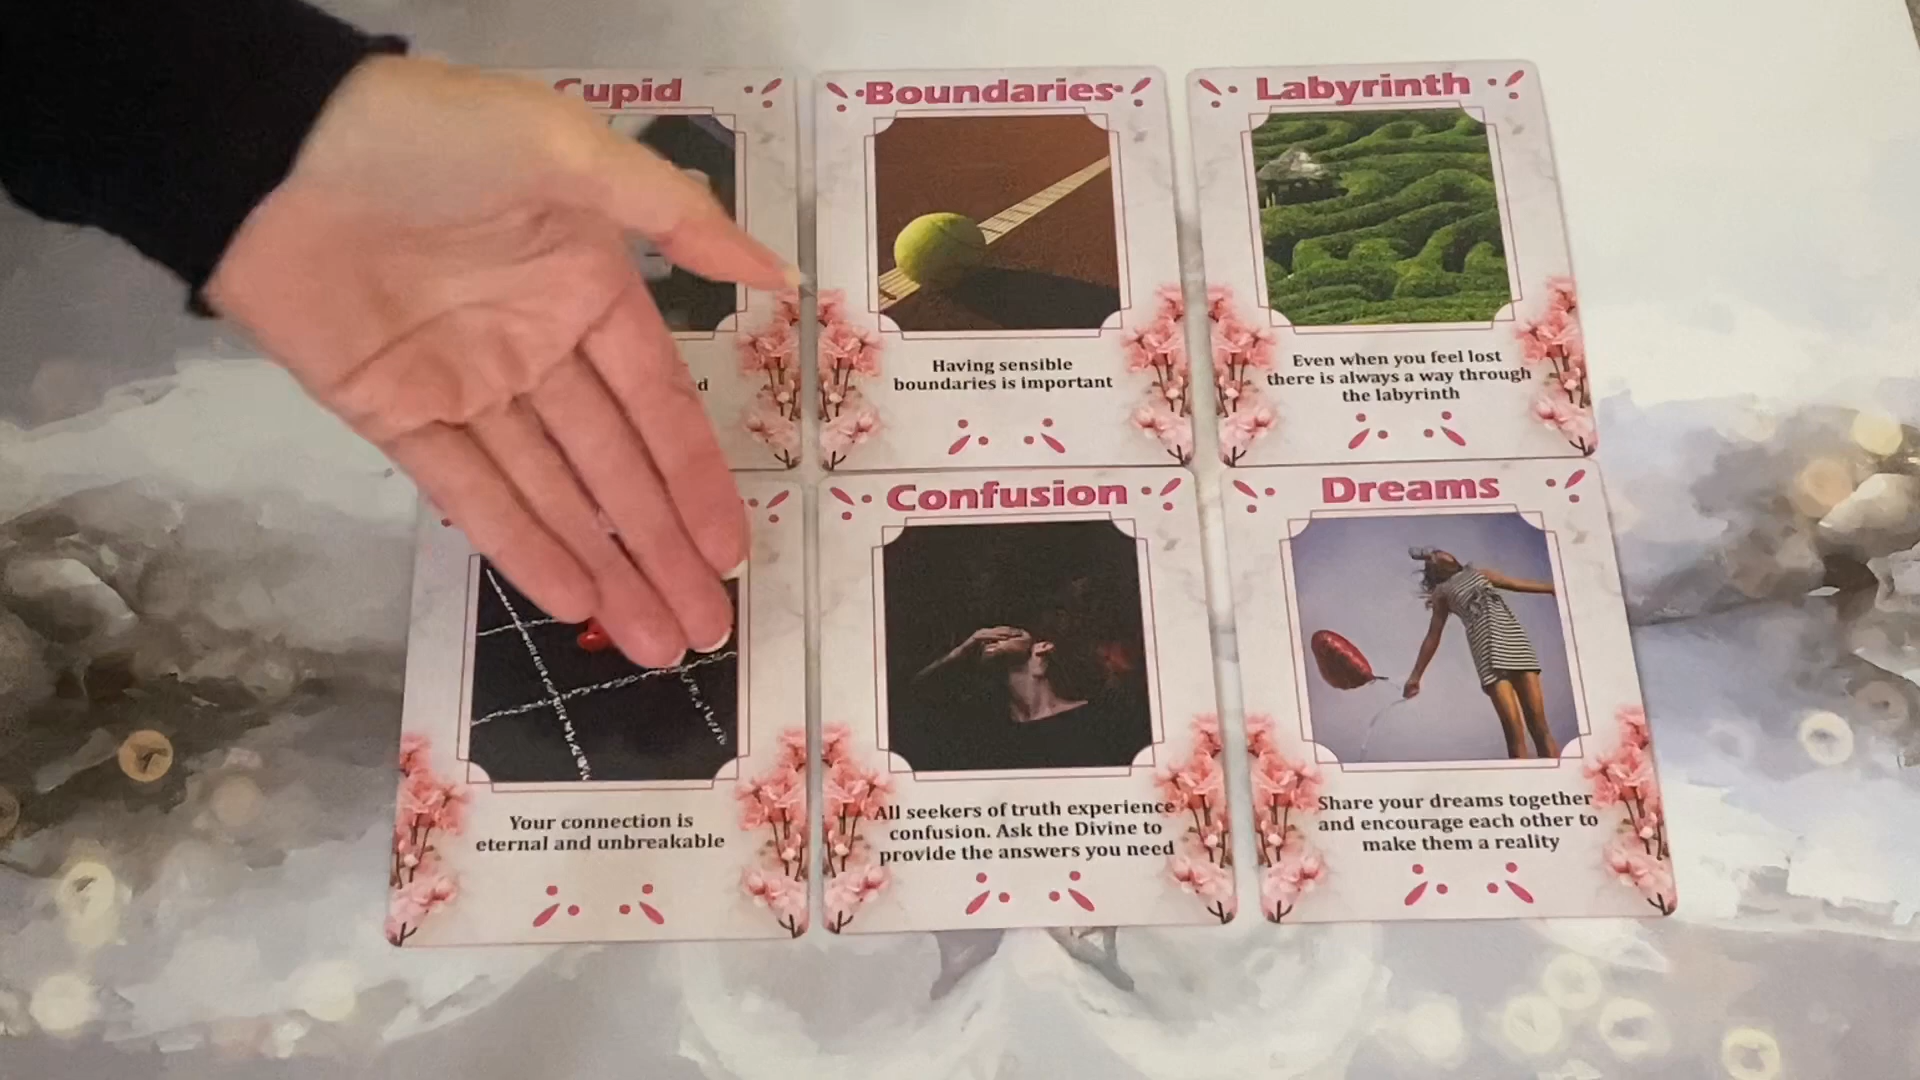 Cupid
Boundaries
Labyrinth
Having sensible
boundaries is important
Even when you feel lost
there is always a way through
the labyrinth
Confusion
Dreams
Your connection is
eternal and unbreakable
All seekers of truth experience
confusion. Ask the Divine to
provide the answers you need
Share your dreams together
and encourage each other to
make them a reality